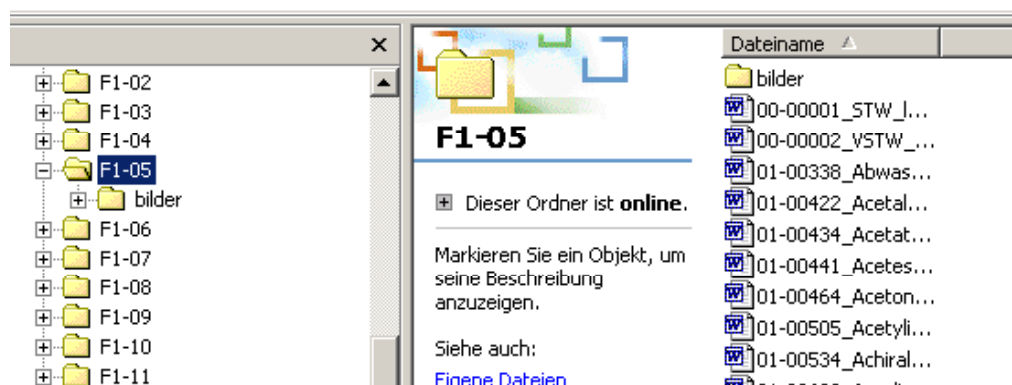 F1-02
F1-03
F1-04
F1-05
bilder
F1-06
F1-07
F1-08
F1-09
F1-10
F1-11
F1-05
Dieser Ordner ist online.
Markieren Sie ein Objekt, um
seine Beschreibung
anzuzeigen.
Siehe auch:
Eigene Dateien
Dateiname
bilder
00-00001_STW_l...
00-00002_VSTW_...
01-00338_Abwas...
01-00422_Acetal...
01-00434_Acetat...
01-00441_Acetes...
01-00464_Aceton...
01-00505_Acetyli...
01-00534_Achiral...